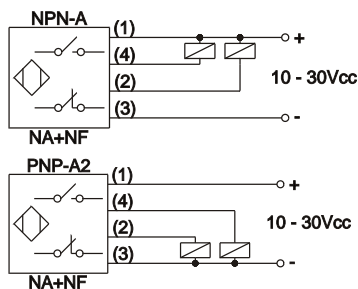 NPN-A
(1)
+
(4)
10 - 30Vcc
(2)
(3)
-
NA+NF
PNP-A2
(1)
+
(4)
10 - 30Vcc
(2)
(3)
-
NA+NF